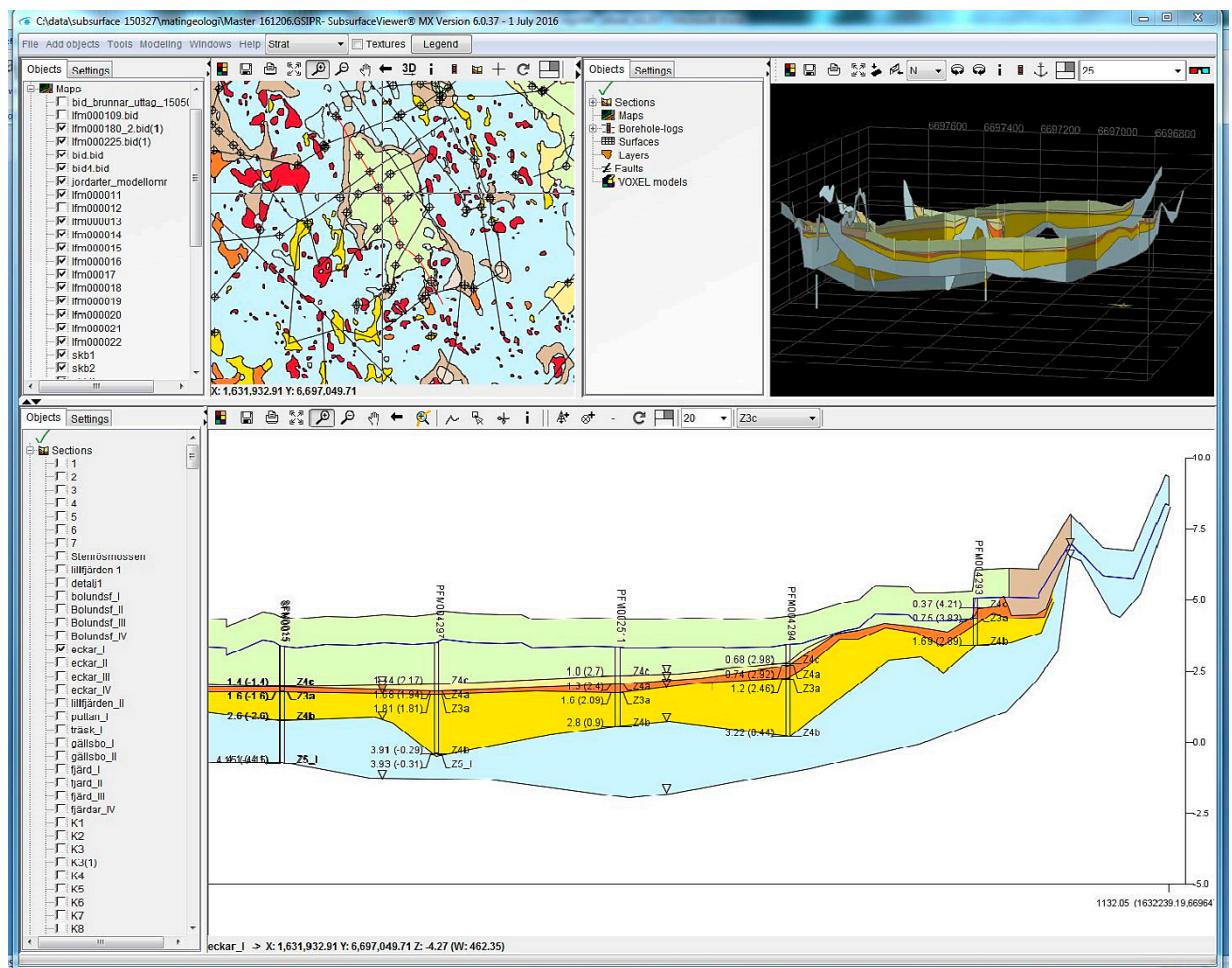 C:\data\subsurface 150327\matingeologi\Master 161206.GSIPR- SubsurfaceViewer® MX Version 6.0.37 - 1 July 2016
File Add objects Tools Modeling Windows Help Strat Textures Legend
Objects Settings
Maps
bid_brunnar_uttag_1505(
lfm000109.bid
lfm000180_2.bid(1)
lfm000225.bid(1)
bid.bid
bid4.bid
jordarter_modellomr
lfm000011
lfm000012
lfm00013
lfm000014
lfm000015
lfm000016
lfm00017
lfm000018
lfm000019
lfm000020
lfm000021
lfm000022
skb1
skb2
3D
X: 1,631,932.91 Y: 6,697,049.71
Objects Settings
Sections
Maps
Borehole-logs
Surfaces
Layers
Faults
VOXEL models
N 25
6697600 6697400 6697200 6697000 6696800
Objects Settings
Sections
1
2
3
4
5
6
7
Stenrösmossen
lillfjärden 1
detalj1
bolundsf_I
Bolundsf_II
Bolundsf_III
Bolundsf_IV
eckar_I
eckar_II
eckar_III
eckar_IV
lillfjärden_II
puttan_I
träsk_I
gällsbo_I
gällsbo_II
fjärd_I
fjärd_II
fjärd_III
fjärdar_IV
K1
K2
K3
K3(1)
K4
K5
K6
K7
K8
20 Z3c
PFM004297
PFM002511
PFM004294
PFM004293
1.4 (-1.4) Z4c
1.6 (-1.6) Z3a
2.6 (-2.6) Z4b
Z5_I
1.44 (2.17) Z4c
1.68 (1.94) Z4a
1.81 (1.81) Z3a
3.91 (-0.29) Z4b
3.93 (-0.31) Z5_I
1.0 (2.7) Z4c
1.3 (2.4) Z4a
1.6 (2.09) Z3a
2.8 (0.9) Z4b
0.68 (2.98) Z4c
0.74 (2.92) Z4a
1.2 (2.46) Z3a
3.22 (0.44) Z4b
0.37 (4.21) Z4c
0.75 (3.83) Z3a
1.69 (2.89) Z4b
10.0
7.5
5.0
2.5
0.0
-2.5
-5.0
1132.05 (1632239.19,66964
eckar_I -> X: 1,631,932.91 Y: 6,697,049.71 Z: -4.27 (W: 462.35)